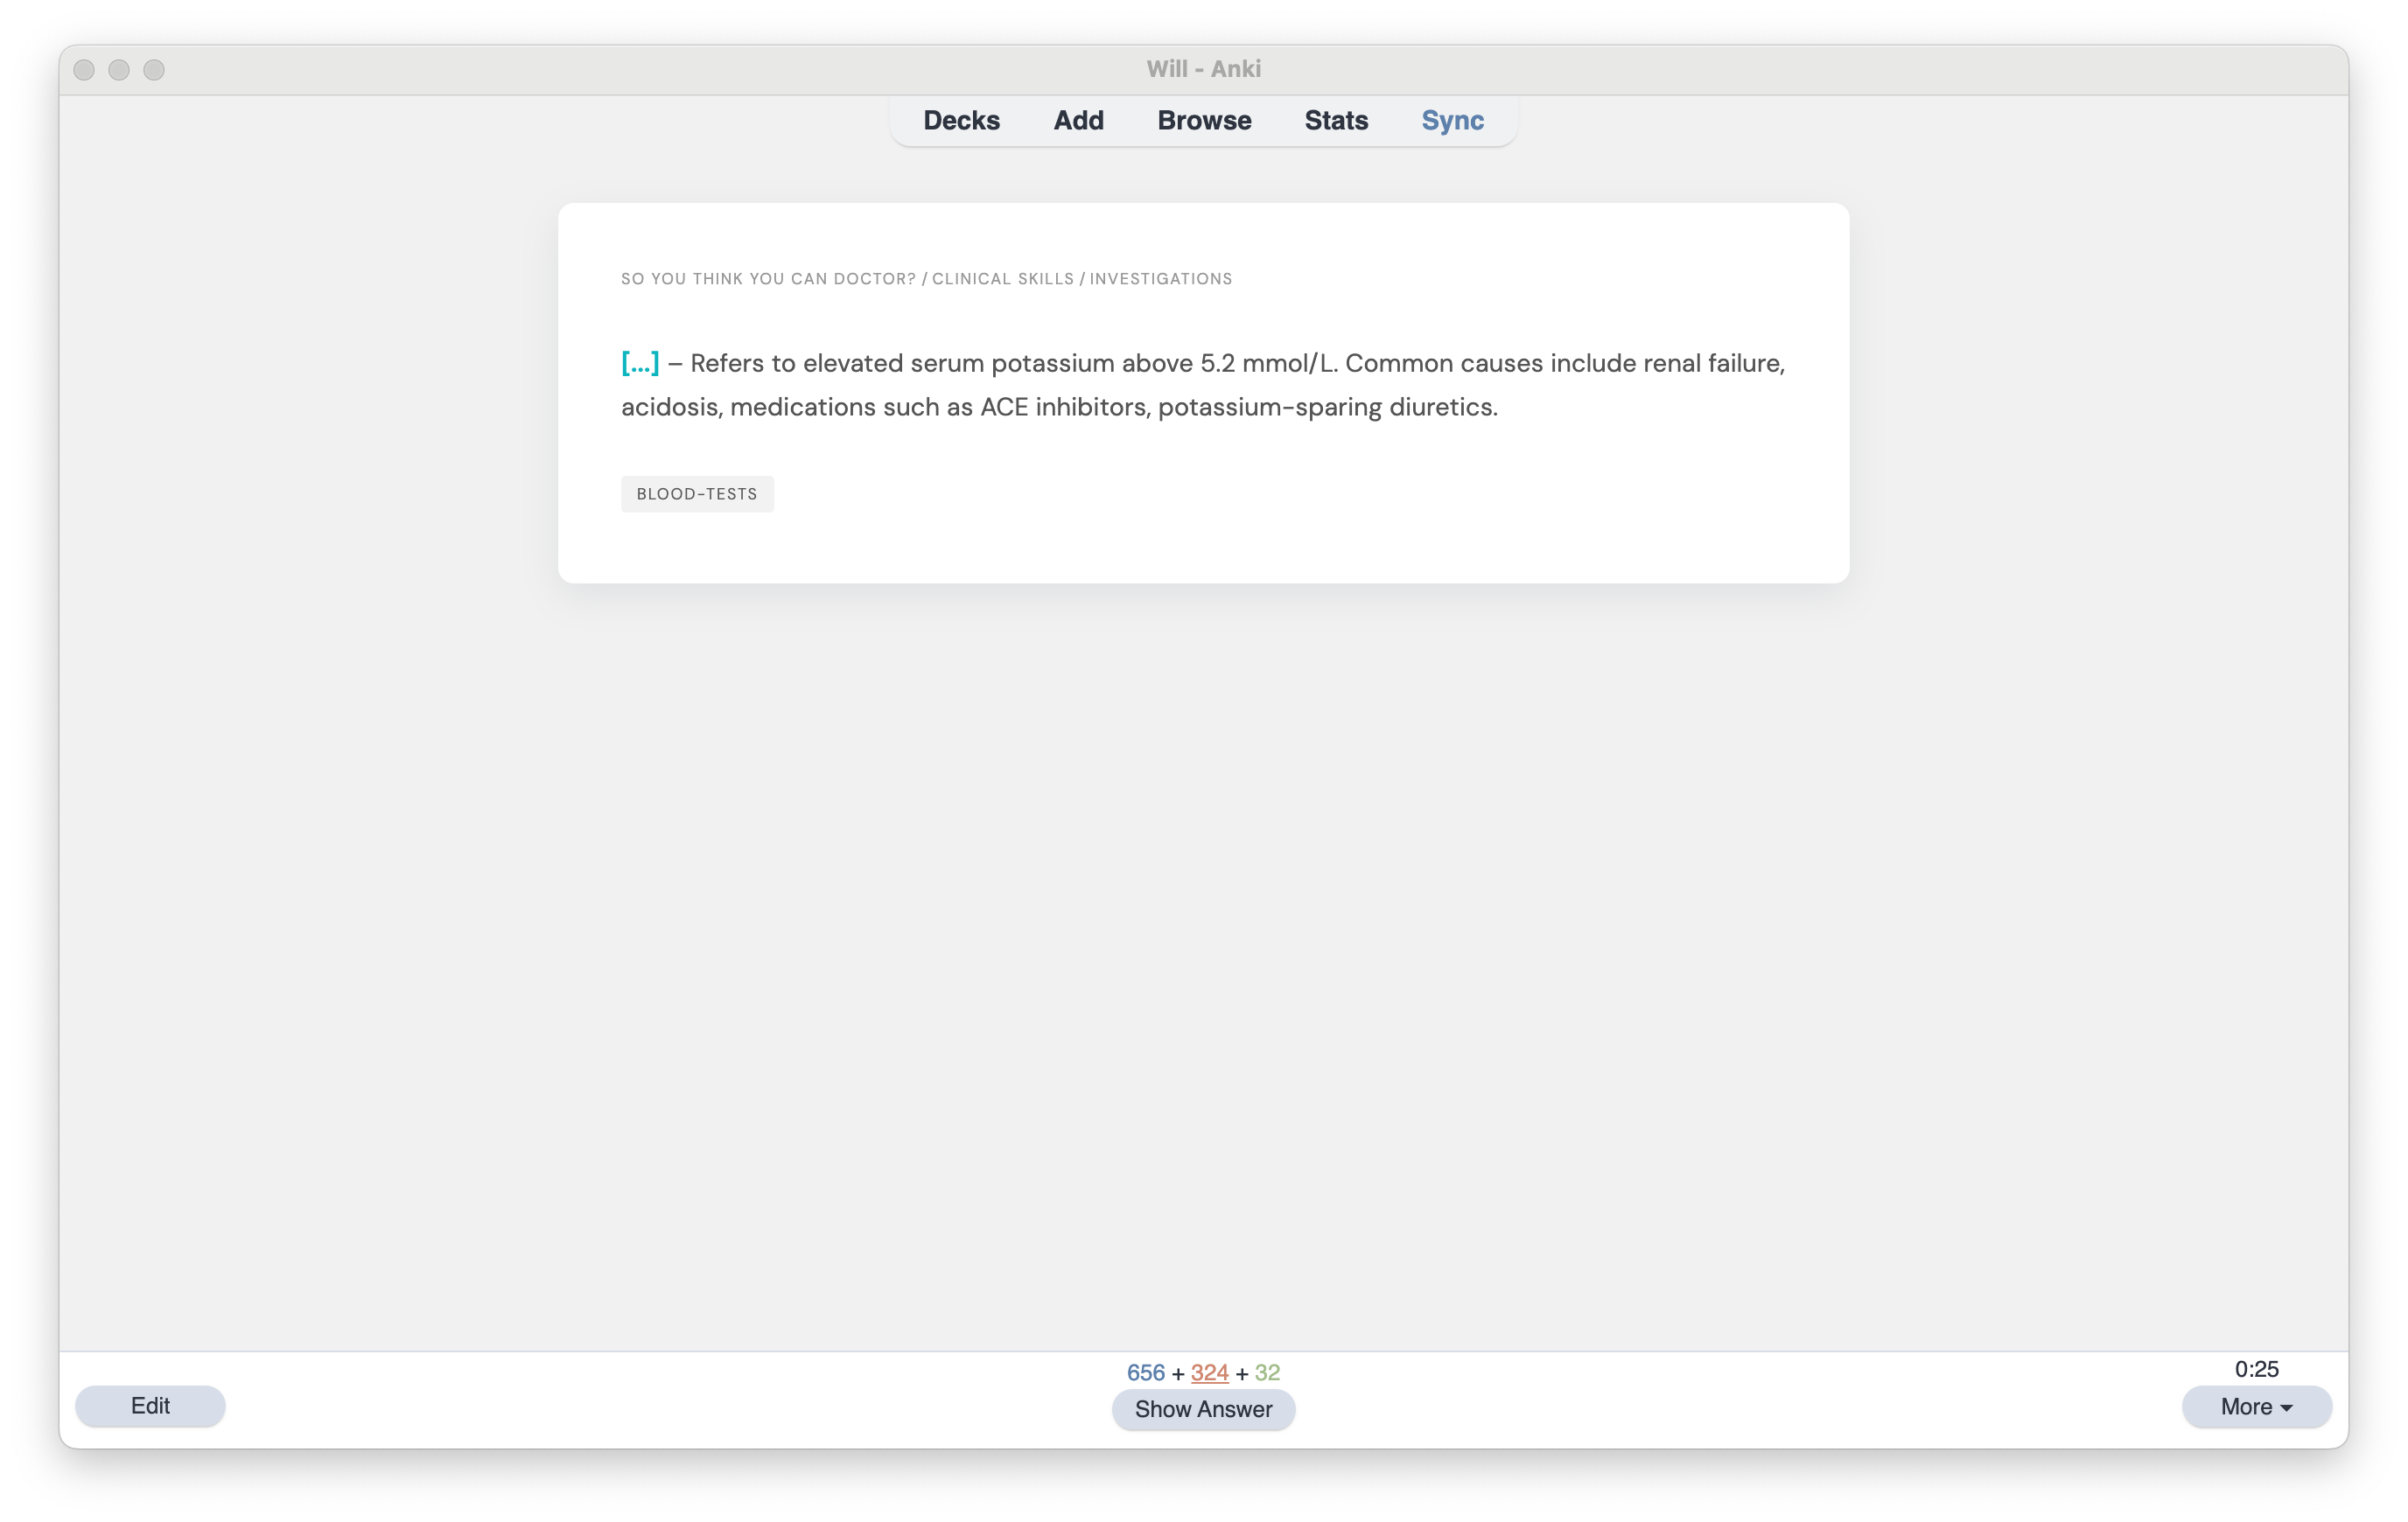 Will - Anki
Decks Add Browse Stats Sync
SO YOU THINK YOU CAN DOCTOR? / CLINICAL SKILLS / INVESTIGATIONS
[...] – Refers to elevated serum potassium above 5.2 mmol/L. Common causes include renal failure,
acidosis, medications such as ACE inhibitors, potassium-sparing diuretics.
BLOOD-TESTS
656 + 324 + 32
0:25
Edit
Show Answer
More